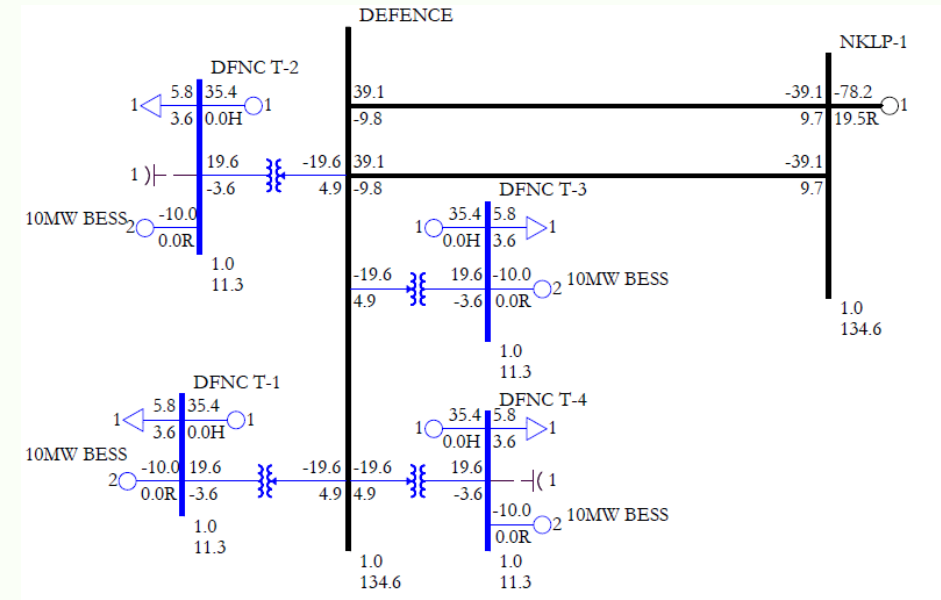 DEFENCE
NKLP-1
DFNC T-2
1 5.8 35.4 1
3.6 0.0H
39.1
-9.8
-39.1 -78.2 1
9.7 19.5R
1 19.6 -19.6 39.1
-3.6 4.9 -9.8
-39.1
9.7
DFNC T-3
10MW BESS 2 -10.0
0.0R
1 35.4 5.8 1
0.0H 3.6
1.0
11.3
-19.6 19.6 -10.0 2 10MW BESS
4.9 -3.6 0.0R
1.0
134.6
1.0
11.3
DFNC T-1
DFNC T-4
1 5.8 35.4 1
3.6 0.0H
1 35.4 5.8 1
0.0H 3.6
10MW BESS
2 -10.0 19.6 -19.6 -19.6 19.6 1
0.0R -3.6 4.9 4.9 -3.6
-10.0 2 10MW BESS
0.0R
1.0
11.3
1.0
134.6
1.0
11.3